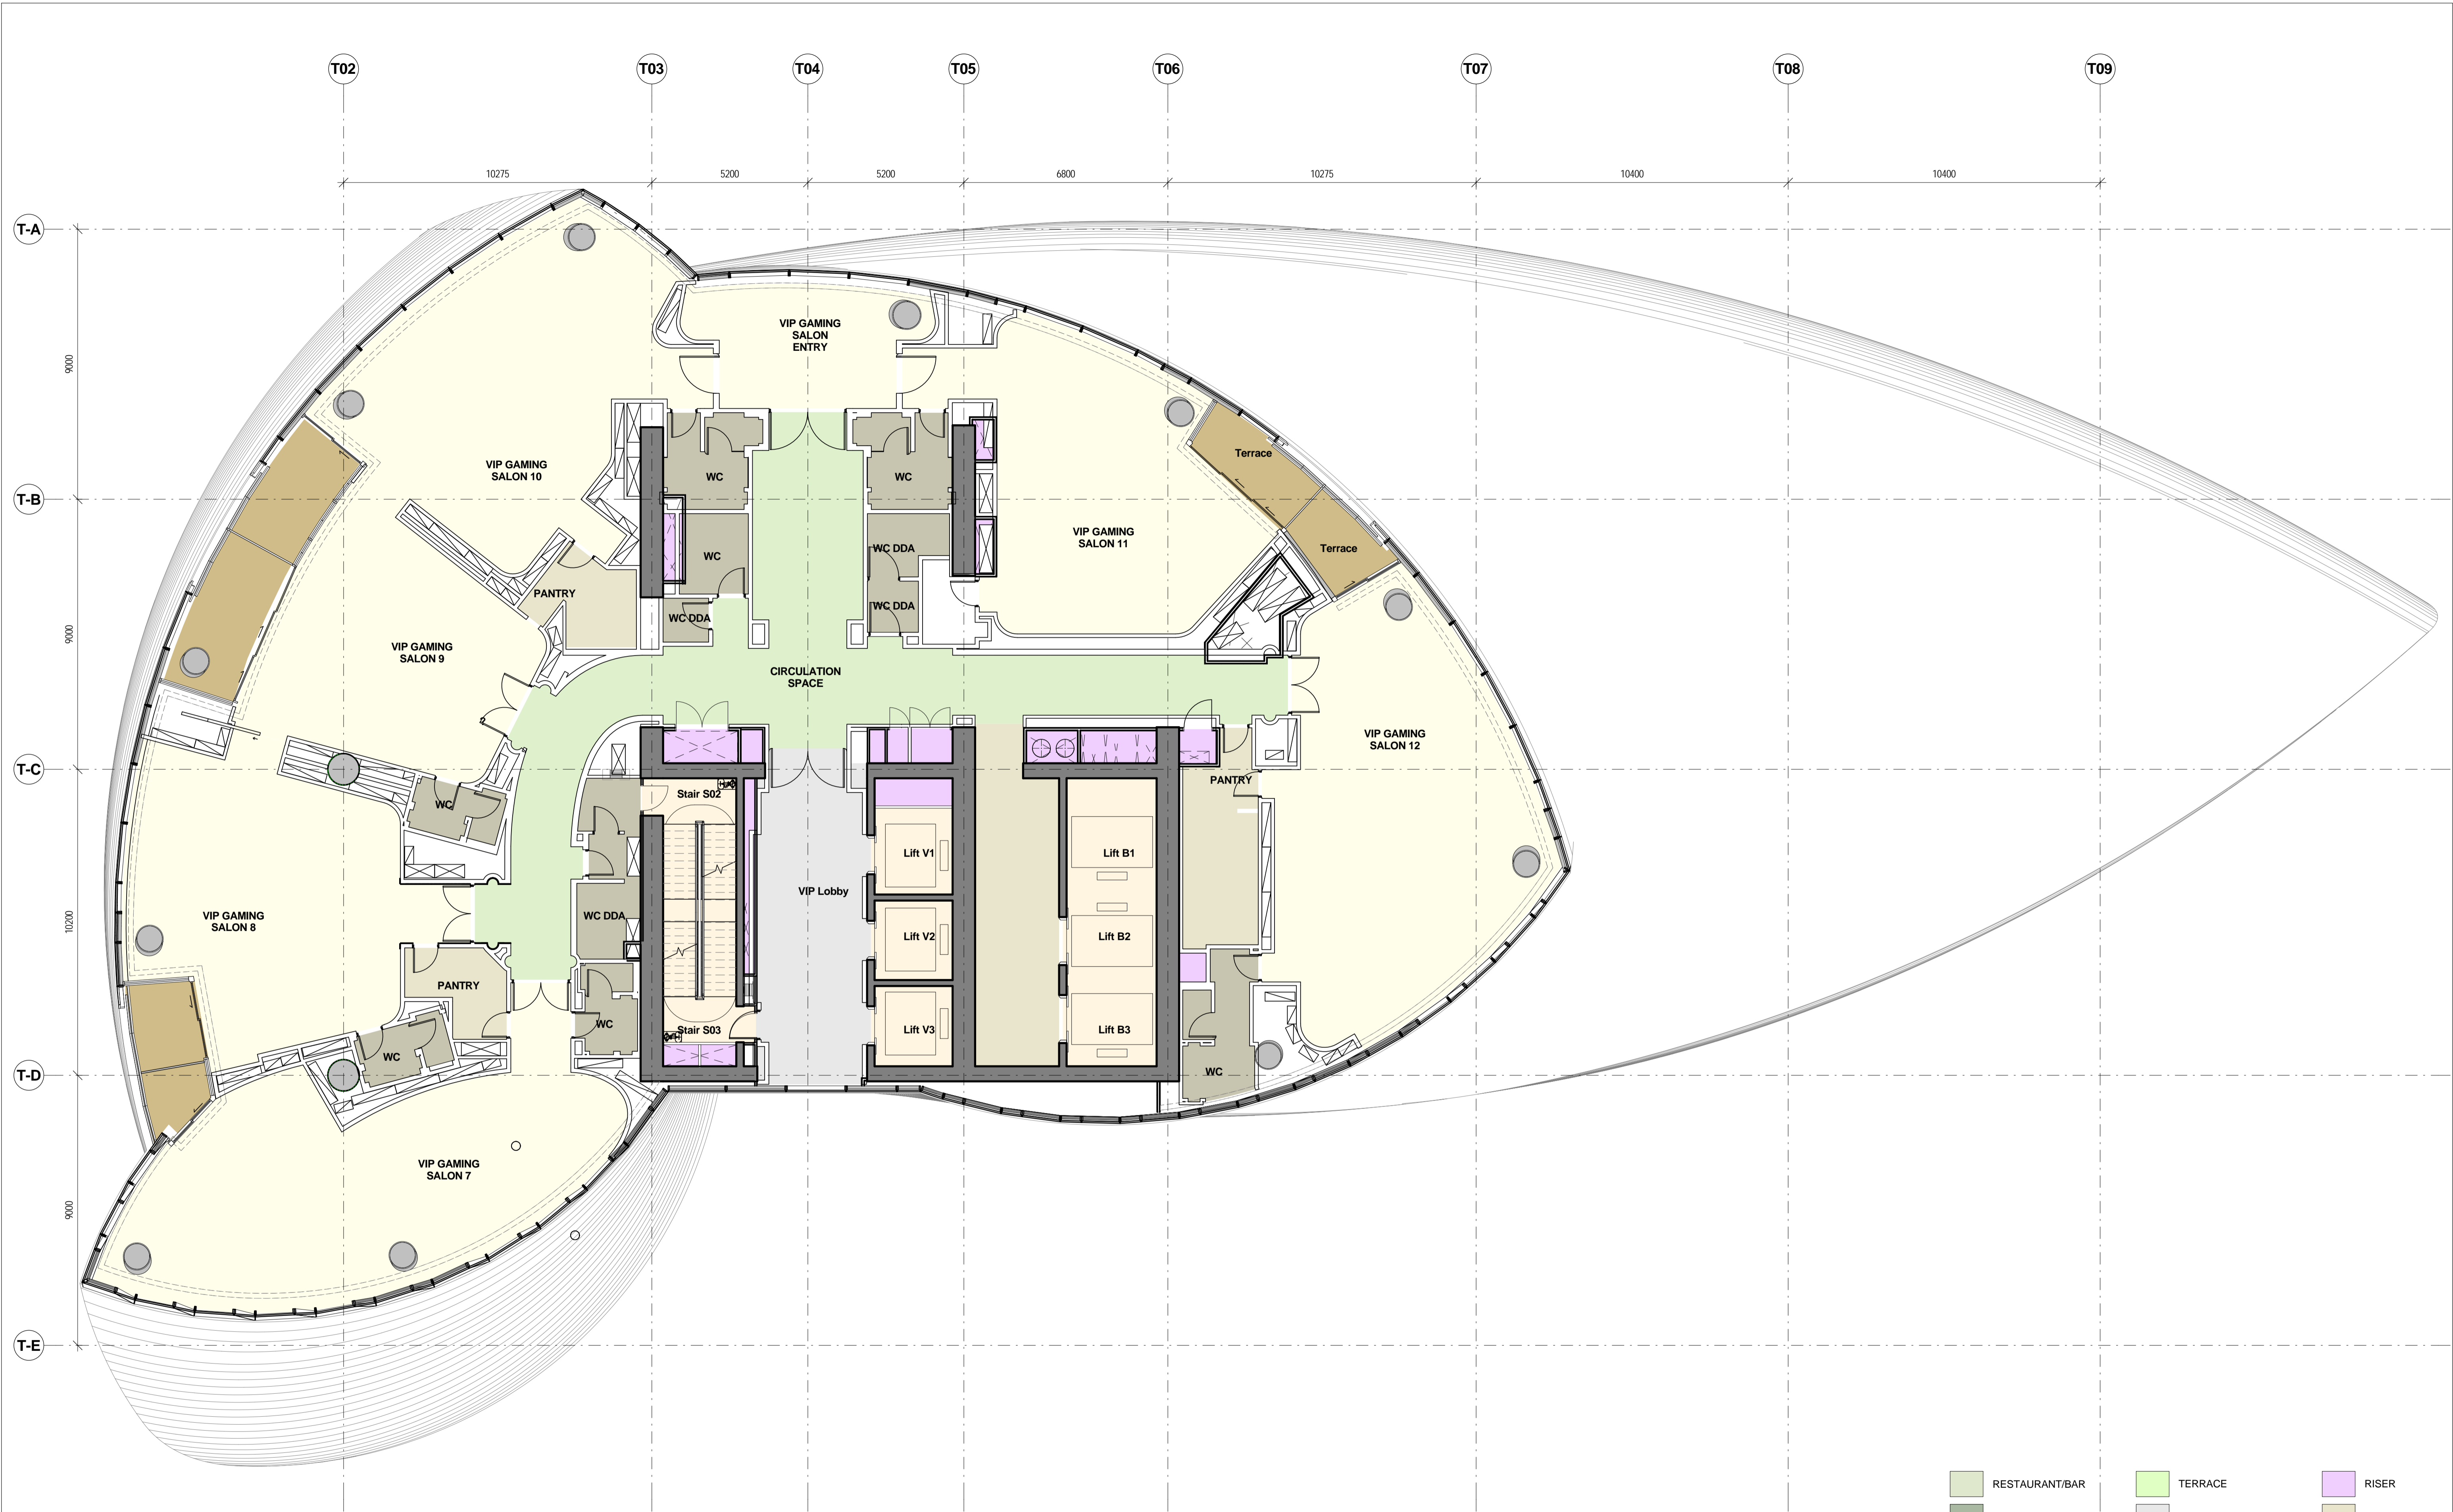 T02
T03
T04
T05
T06
T07
T08
T09
10275
5200
5200
6800
10275
10400
10400
T-A
9000
T-B
9000
T-C
10200
T-D
9000
T-E
VIP GAMING
SALON
ENTRY
VIP GAMING
SALON 10
WC
WC
Terrace
VIP GAMING
SALON 11
Terrace
WC
WC DDA
PANTRY
WC DDA
WC DDA
VIP GAMING
SALON 9
CIRCULATION
SPACE
VIP GAMING
SALON 12
PANTRY
Stair S02
WC
Lift V1
Lift B1
VIP Lobby
VIP GAMING
SALON 8
WC DDA
Lift V2
Lift B2
PANTRY
WC
Stair S03
Lift V3
Lift B3
WC
WC
VIP GAMING
SALON 7
RESTAURANT/BAR
TERRACE
RISER